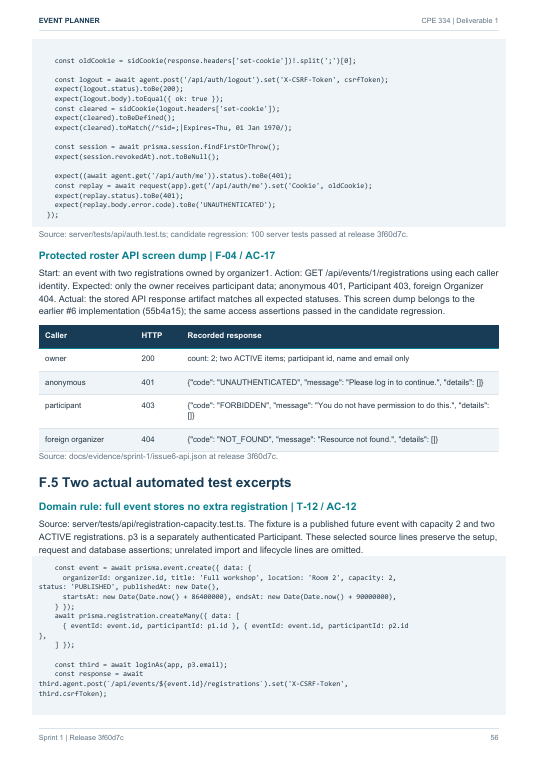 EVENT PLANNER
CPE 334 | Deliverable 1
const oldCookie = sidCookie(response.headers['set-cookie'])!.split(';')[0];
const logout = await agent.post('/api/auth/logout').set('X-CSRF-Token', csrfToken);
expect(logout.status).toBe(200);
expect(logout.body).toEqual({ ok: true });
const cleared = sidCookie(logout.headers['set-cookie']);
expect(cleared).toBeDefined();
expect(cleared).toMatch(/^sid=;|Expires=Thu, 01 Jan 1970/);
const session = await prisma.session.findFirstOrThrow();
expect(session.revokedAt).not.toBeNull();
expect((await agent.get('/api/auth/me')).status).toBe(401);
const replay = await request(app).get('/api/auth/me').set('Cookie', oldCookie);
expect(replay.status).toBe(401);
expect(replay.body.error.code).toBe('UNAUTHENTICATED');
});
Source: server/tests/api/auth.test.ts; candidate regression: 100 server tests passed at release 3f60d7c.
Protected roster API screen dump | F-04 / AC-17
Start: an event with two registrations owned by organizer1. Action: GET /api/events/1/registrations using each caller
identity. Expected: only the owner receives participant data; anonymous 401, Participant 403, foreign Organizer
404. Actual: the stored API response artifact matches all expected statuses. This screen dump belongs to the
earlier #6 implementation (55b4a15); the same access assertions passed in the candidate regression.
Caller HTTP Recorded response
owner 200 count: 2; two ACTIVE items; participant id, name and email only
anonymous 401 {"code": "UNAUTHENTICATED", "message": "Please log in to continue.", "details": []}
participant 403 {"code": "FORBIDDEN", "message": "You do not have permission to do this.", "details":
[]}
foreign organizer 404 {"code": "NOT_FOUND", "message": "Resource not found.", "details": []}
Source: docs/evidence/sprint-1/issue6-api.json at release 3f60d7c.
F.5 Two actual automated test excerpts
Domain rule: full event stores no extra registration | T-12 / AC-12
Source: server/tests/api/registration-capacity.test.ts. The fixture is a published future event with capacity 2 and two
ACTIVE registrations. p3 is a separately authenticated Participant. These selected source lines preserve the setup,
request and database assertions; unrelated import and lifecycle lines are omitted.
const event = await prisma.event.create({ data: {
organizerId: organizer.id, title: 'Full workshop', location: 'Room 2', capacity: 2,
status: 'PUBLISHED', publishedAt: new Date(),
startsAt: new Date(Date.now() + 86400000), endsAt: new Date(Date.now() + 90000000),
} });
await prisma.registration.createMany({ data: [
{ eventId: event.id, participantId: p1.id }, { eventId: event.id, participantId: p2.id
},
] });
const third = await loginAs(app, p3.email);
const response = await
third.agent.post(`/api/events/${event.id}/registrations`).set('X-CSRF-Token',
third.csrfToken);
Sprint 1 | Release 3f60d7c
56